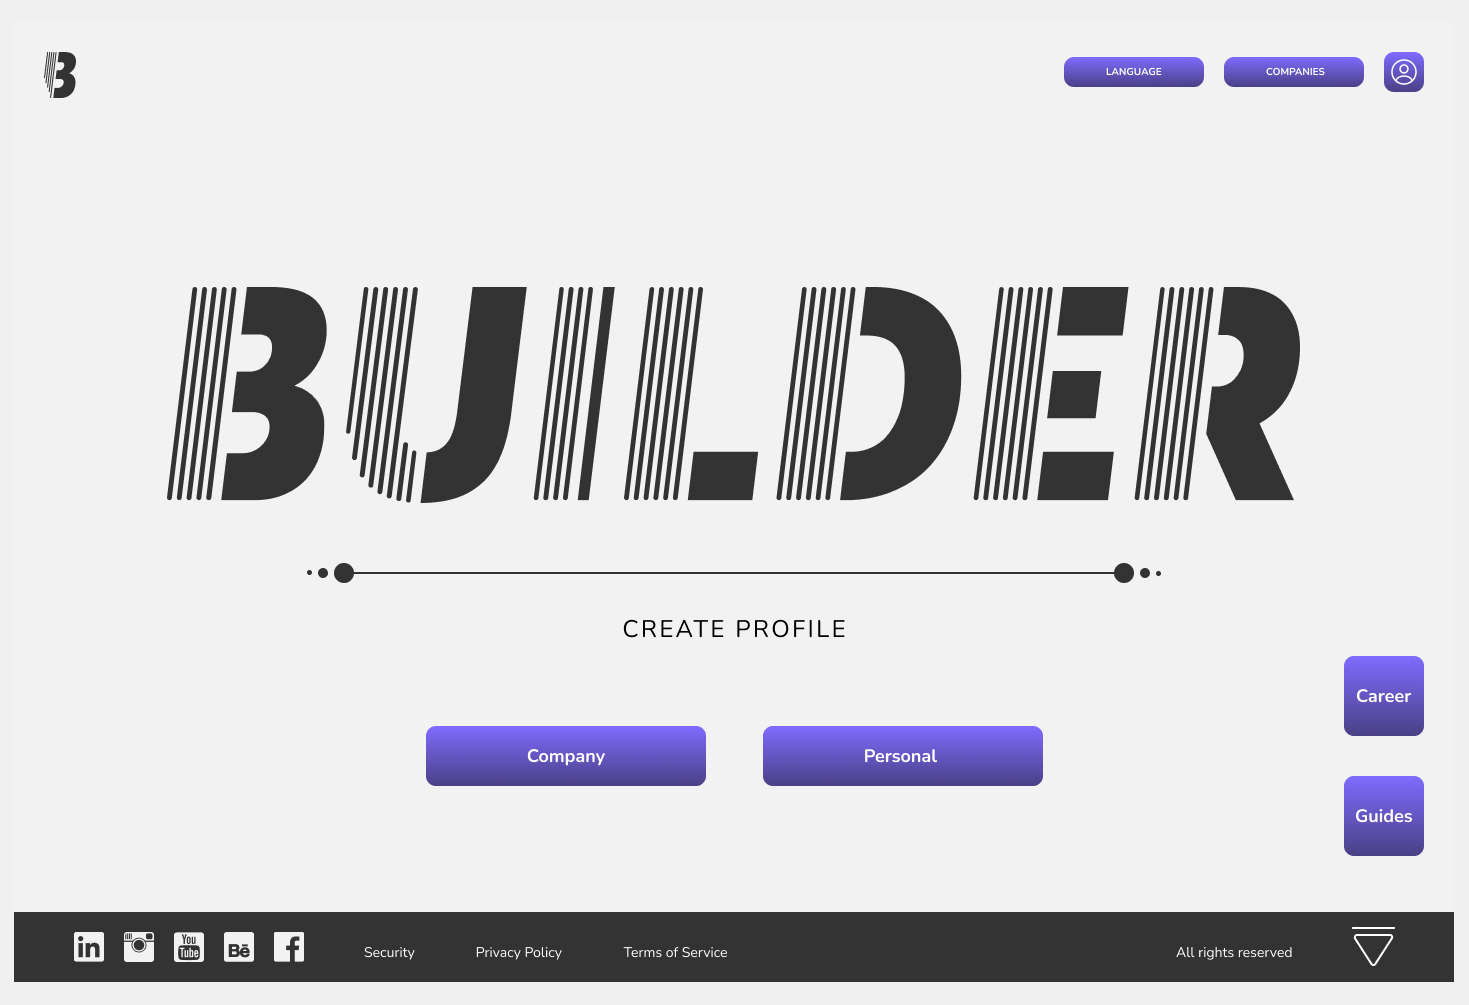 B
LANGUAGE
COMPANIES
BUILDER
CREATE PROFILE
Company
Personal
Career
Guides
in
You
Tube
Bē
f
Security
Privacy Policy
Terms of Service
All rights reserved